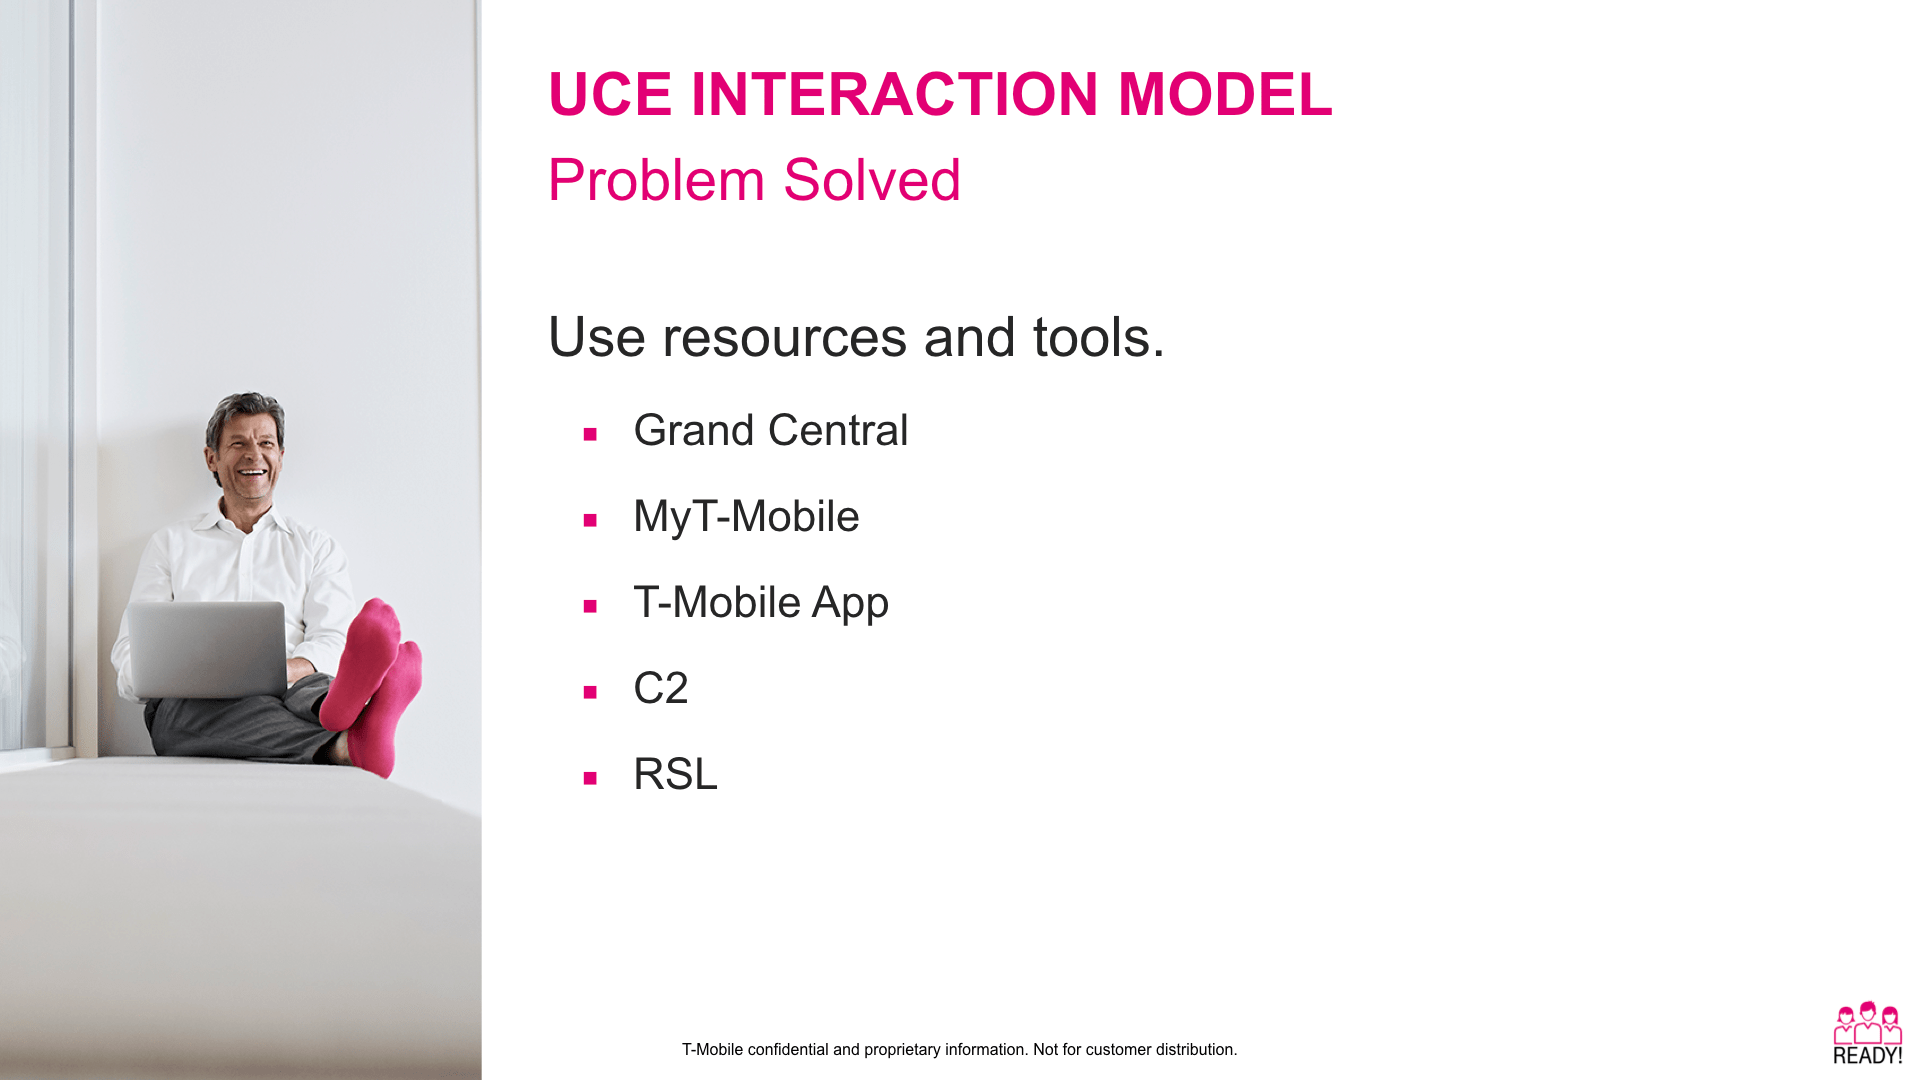 UCE INTERACTION MODEL
Problem Solved
Use resources and tools.
▪ Grand Central
▪ MyT-Mobile
▪ T-Mobile App
▪ C2
▪ RSL
T-Mobile confidential and proprietary information. Not for customer distribution.
READY!